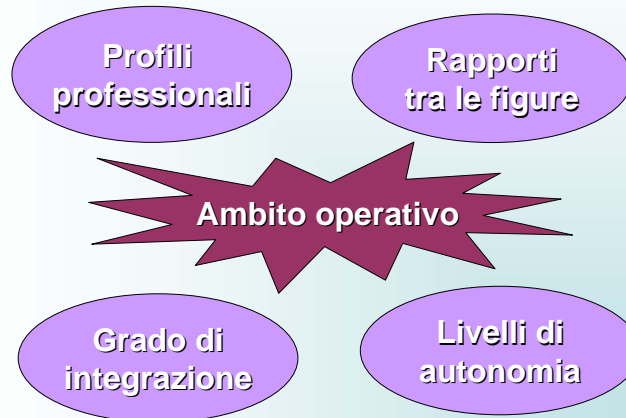 Profili
professionali
Rapporti
tra le figure
Ambito operativo
Grado di
integrazione
Livelli di
autonomia